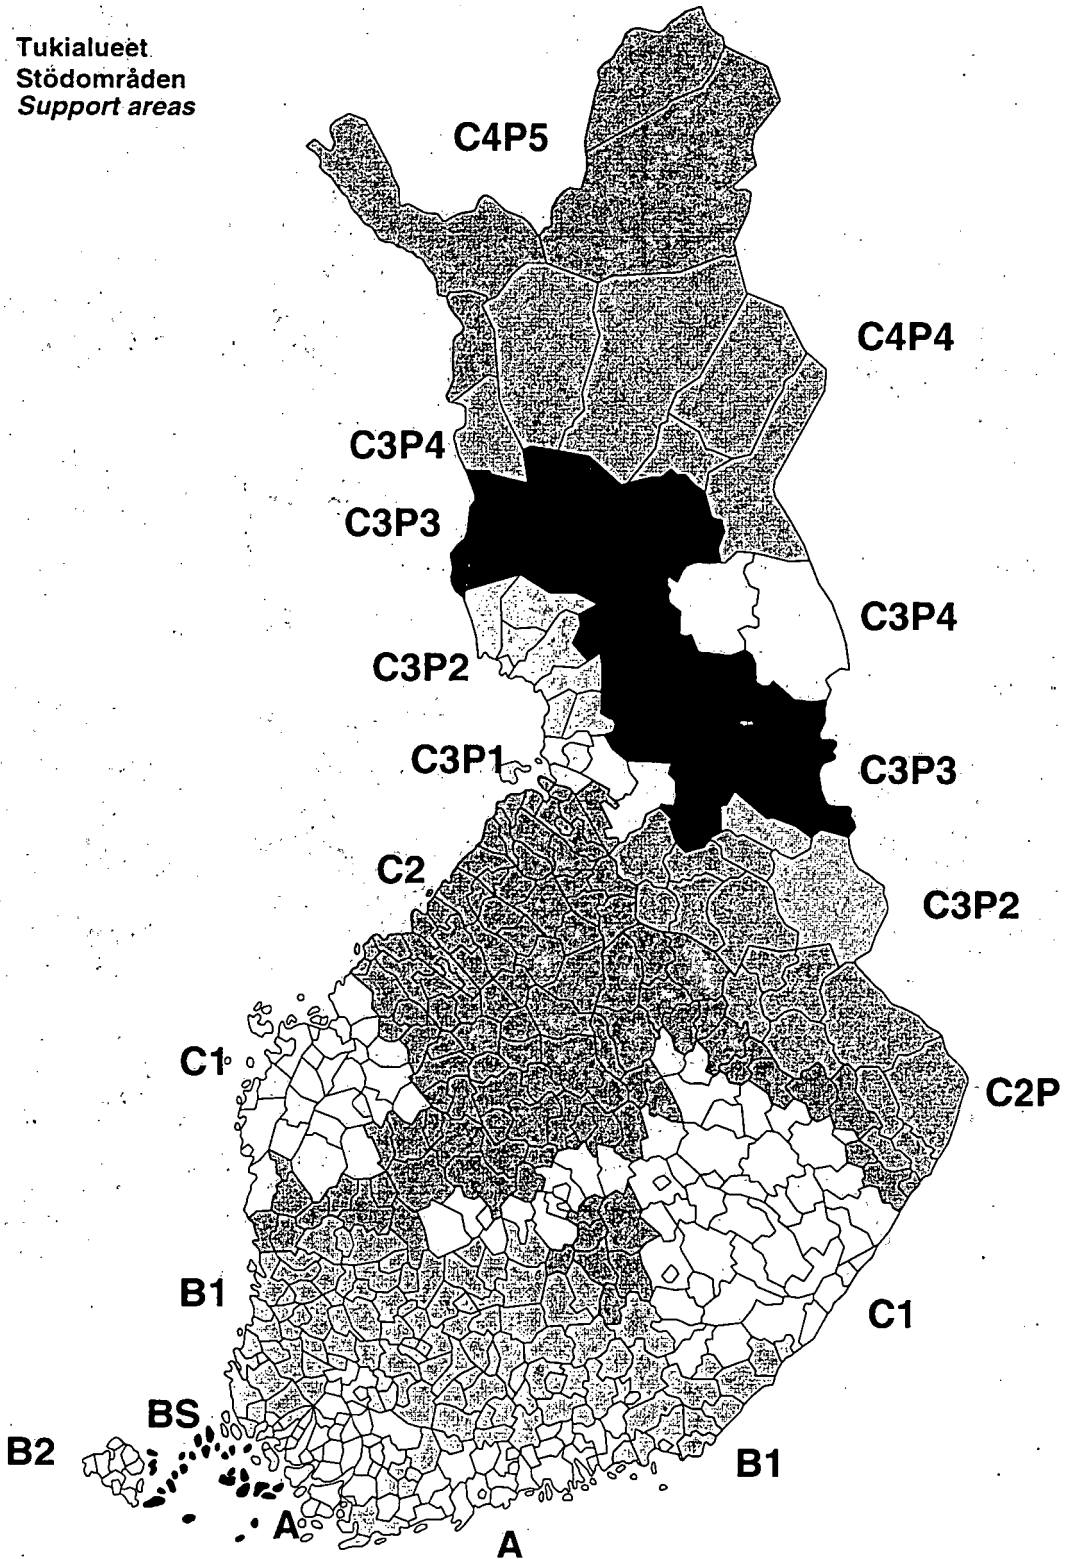 Tukialueet
Stödområden
Support areas
C4P5
C4P4
C3P4
C3P3
C3P4
C3P2
C3P1
C3P3
C2
C3P2
C1
C2P
B1
C1
BS
B2
B1
A
A